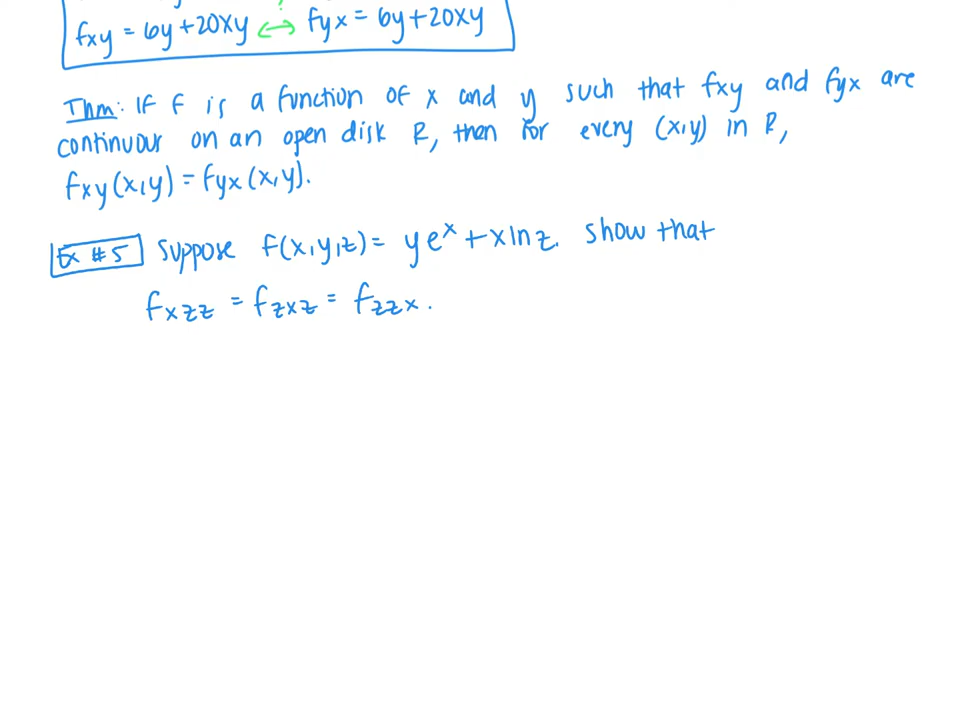 fxy = 6y+20xy ↔ fyx = 6y+20xy
Thm: If f is a function of x and y such that fxy and fyx are
continuous on an open disk R, then for every (x,y) in R,
fxy(x,y) = fyx(x,y).
Ex #5 Suppose f(x,y,z) = ye^x + xlnz. Show that
fxzz = fzxz = fzzx.